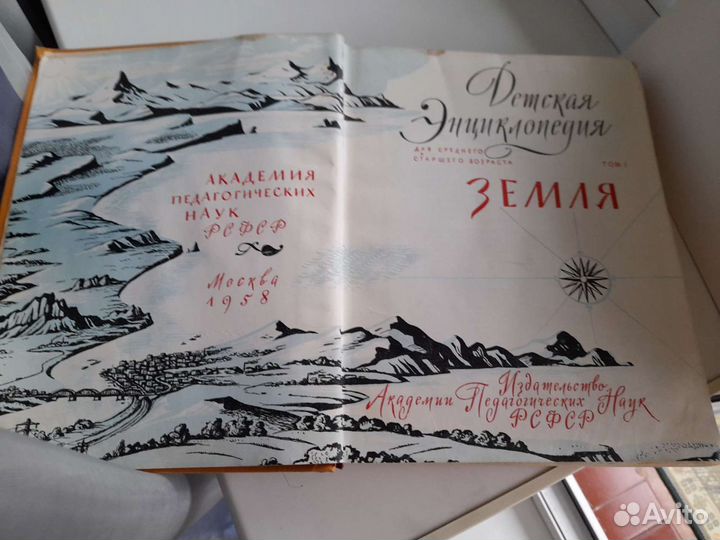 АКАДЕМИЯ
ПЕДАГОГИЧЕСКИХ
НАУК
РСФСР
Москва
1958
Детская
Энциклопедия
ДЛЯ СРЕДНЕГО
СТАРШЕГО ВОЗРАСТА
ТОМ 1
ЗЕМЛЯ
Издательство
Академии Педагогических Наук
РСФСР
Avito